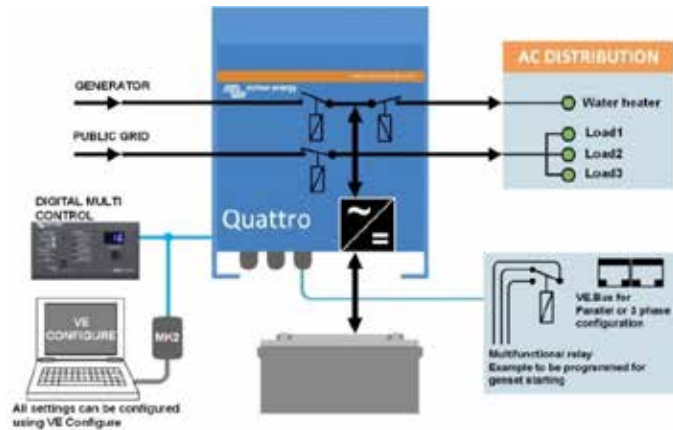 GENERATOR
PUBLIC GRID
victron energy
Quattro
AC DISTRIBUTION
Water heater
Load1
Load2
Load3
DIGITAL MULTI
CONTROL
VE
CONFIGURE
MK2
All settings can be configured
using VE Configure
VE.Bus for
Parallel or 3 phase
configuration
Multifunctional relay
Example to be programmed for
genset starting